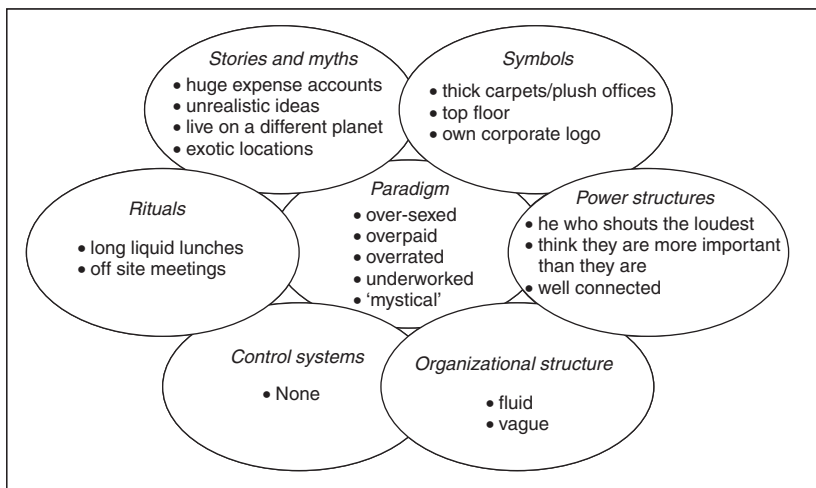 Stories and myths
• huge expense accounts
• unrealistic ideas
• live on a different planet
• exotic locations
Symbols
• thick carpets/plush offices
• top floor
• own corporate logo
Rituals
• long liquid lunches
• off site meetings
Paradigm
• over-sexed
• overpaid
• overrated
• underworked
• ‘mystical’
Power structures
• he who shouts the loudest
• think they are more important
than they are
• well connected
Control systems
• None
Organizational structure
• fluid
• vague